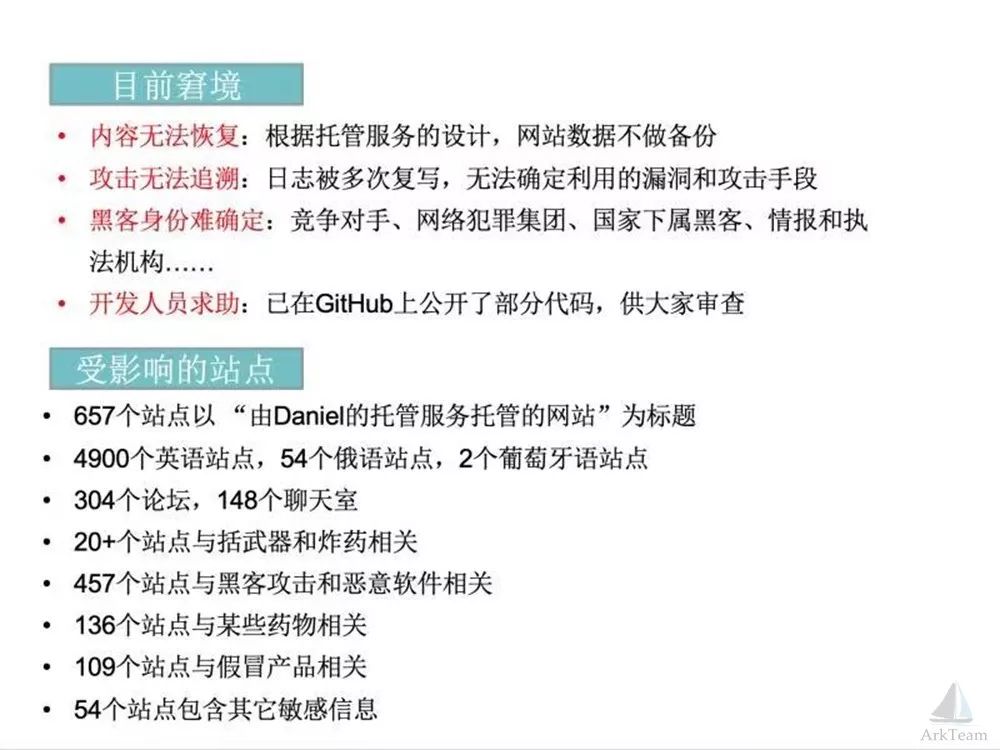 目前窘境
• 内容无法恢复：根据托管服务的设计，网站数据不做备份
• 攻击无法追溯：日志被多次复写，无法确定利用的漏洞和攻击手段
• 黑客身份难确定：竞争对手、网络犯罪集团、国家下属黑客、情报和执
法机构……
• 开发人员求助：已在GitHub上公开了部分代码，供大家审查
受影响的站点
• 657个站点以 “由Daniel的托管服务托管的网站”为标题
• 4900个英语站点，54个俄语站点，2个葡萄牙语站点
• 304个论坛，148个聊天室
• 20+个站点与括武器和炸药相关
• 457个站点与黑客攻击和恶意软件相关
• 136个站点与某些药物相关
• 109个站点与假冒产品相关
• 54个站点包含其它敏感信息
ArkTeam